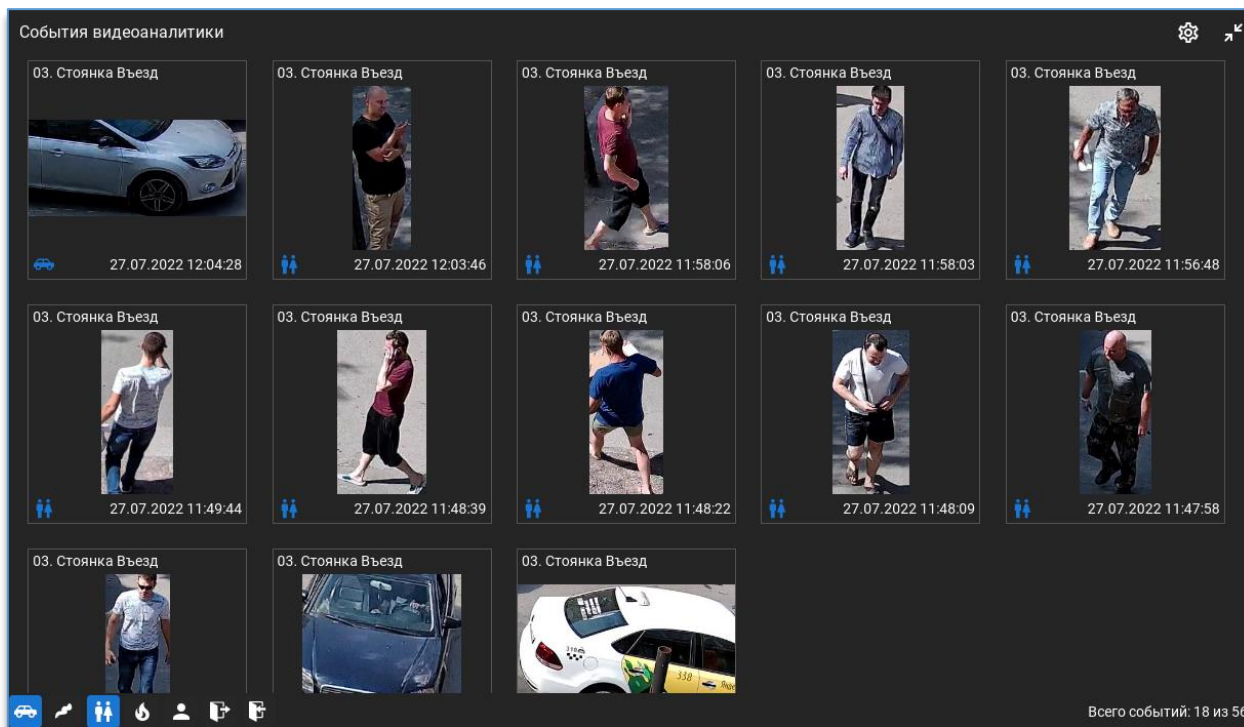 События видеоаналитики
03. Стоянка Въезд
27.07.2022 12:04:28
03. Стоянка Въезд
27.07.2022 12:03:46
03. Стоянка Въезд
27.07.2022 11:58:06
03. Стоянка Въезд
27.07.2022 11:58:03
03. Стоянка Въезд
27.07.2022 11:56:48
03. Стоянка Въезд
27.07.2022 11:49:44
03. Стоянка Въезд
27.07.2022 11:48:39
03. Стоянка Въезд
27.07.2022 11:48:22
03. Стоянка Въезд
27.07.2022 11:48:09
03. Стоянка Въезд
27.07.2022 11:47:58
03. Стоянка Въезд
03. Стоянка Въезд
03. Стоянка Въезд
338
Всего событий: 18 из 56